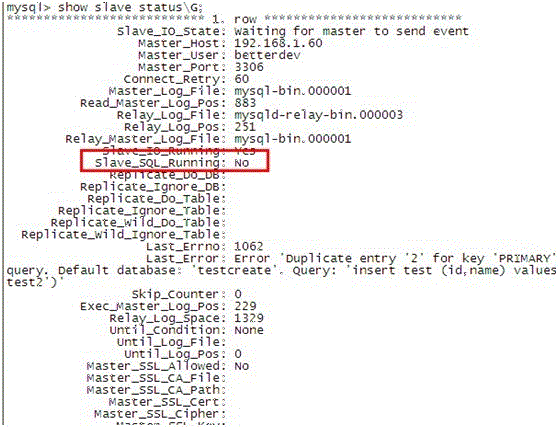 mysql> show slave status\G;
*************************** 1. row ***************************
Slave_IO_State: Waiting for master to send event
Master_Host: 192.168.1.60
Master_User: betterdev
Master_Port: 3306
Connect_Retry: 60
Master_Log_File: mysql-bin.000001
Read_Master_Log_Pos: 883
Relay_Log_File: mysqld-relay-bin.000003
Relay_Log_Pos: 251
Relay_Master_Log_File: mysql-bin.000001
Slave_IO_Running: Yes
Slave_SQL_Running: No
Replicate_Do_DB:
Replicate_Ignore_DB:
Replicate_Do_Table:
Replicate_Ignore_Table:
Replicate_Wild_Do_Table:
Replicate_Wild_Ignore_Table:
Last_Errno: 1062
Last_Error: Error 'Duplicate entry '2' for key 'PRIMARY'
query. Default database: 'testcreate'. Query: 'insert test (id,name) values
test2')'
Skip_Counter: 0
Exec_Master_Log_Pos: 229
Relay_Log_Space: 1329
Until_Condition: None
Until_Log_File:
Until_Log_Pos: 0
Master_SSL_Allowed: No
Master_SSL_CA_File:
Master_SSL_CA_Path:
Master_SSL_Cert:
Master_SSL_Cipher:
Master_SSL_Key: